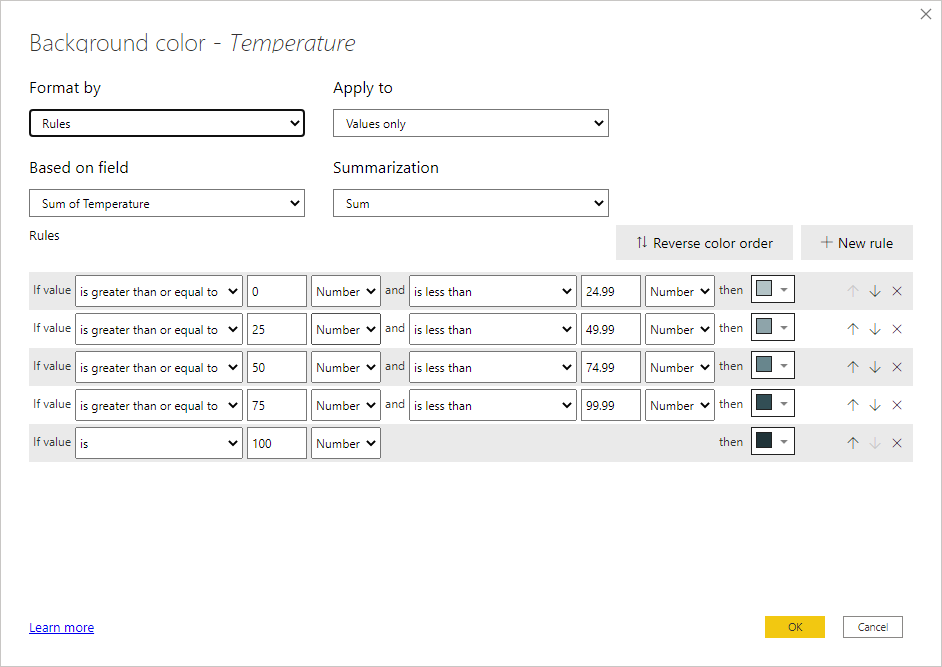 Background color - Temperature
Format by Apply to
Rules Values only
Based on field Summarization
Sum of Temperature Sum
Rules
Reverse color order New rule
If value is greater than or equal to 0 Number and is less than 24.99 Number then
If value is greater than or equal to 25 Number and is less than 49.99 Number then
If value is greater than or equal to 50 Number and is less than 74.99 Number then
If value is greater than or equal to 75 Number and is less than 99.99 Number then
If value is 100 Number then
Learn more OK Cancel